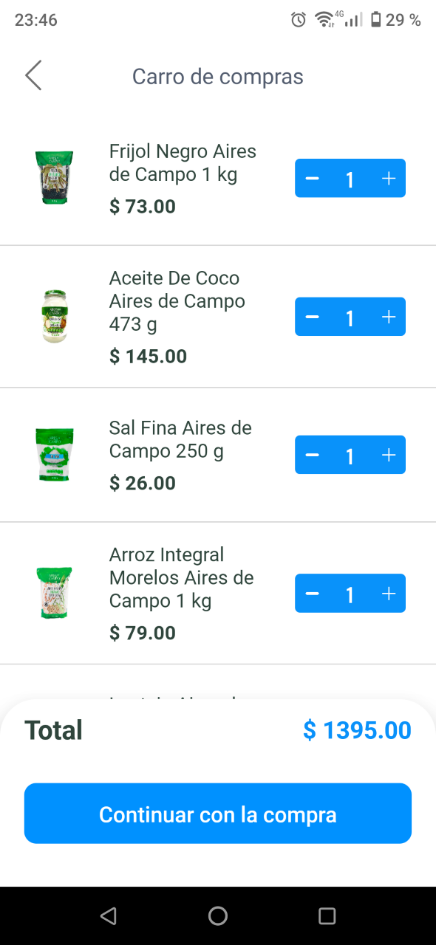 23:46
4G
29 %
Carro de compras
Frijol Negro Aires
de Campo 1 kg
$ 73.00
− 1 +
Aceite De Coco
Aires de Campo
473 g
$ 145.00
− 1 +
Sal Fina Aires de
Campo 250 g
$ 26.00
− 1 +
Arroz Integral
Morelos Aires de
Campo 1 kg
$ 79.00
− 1 +
Total
$ 1395.00
Continuar con la compra